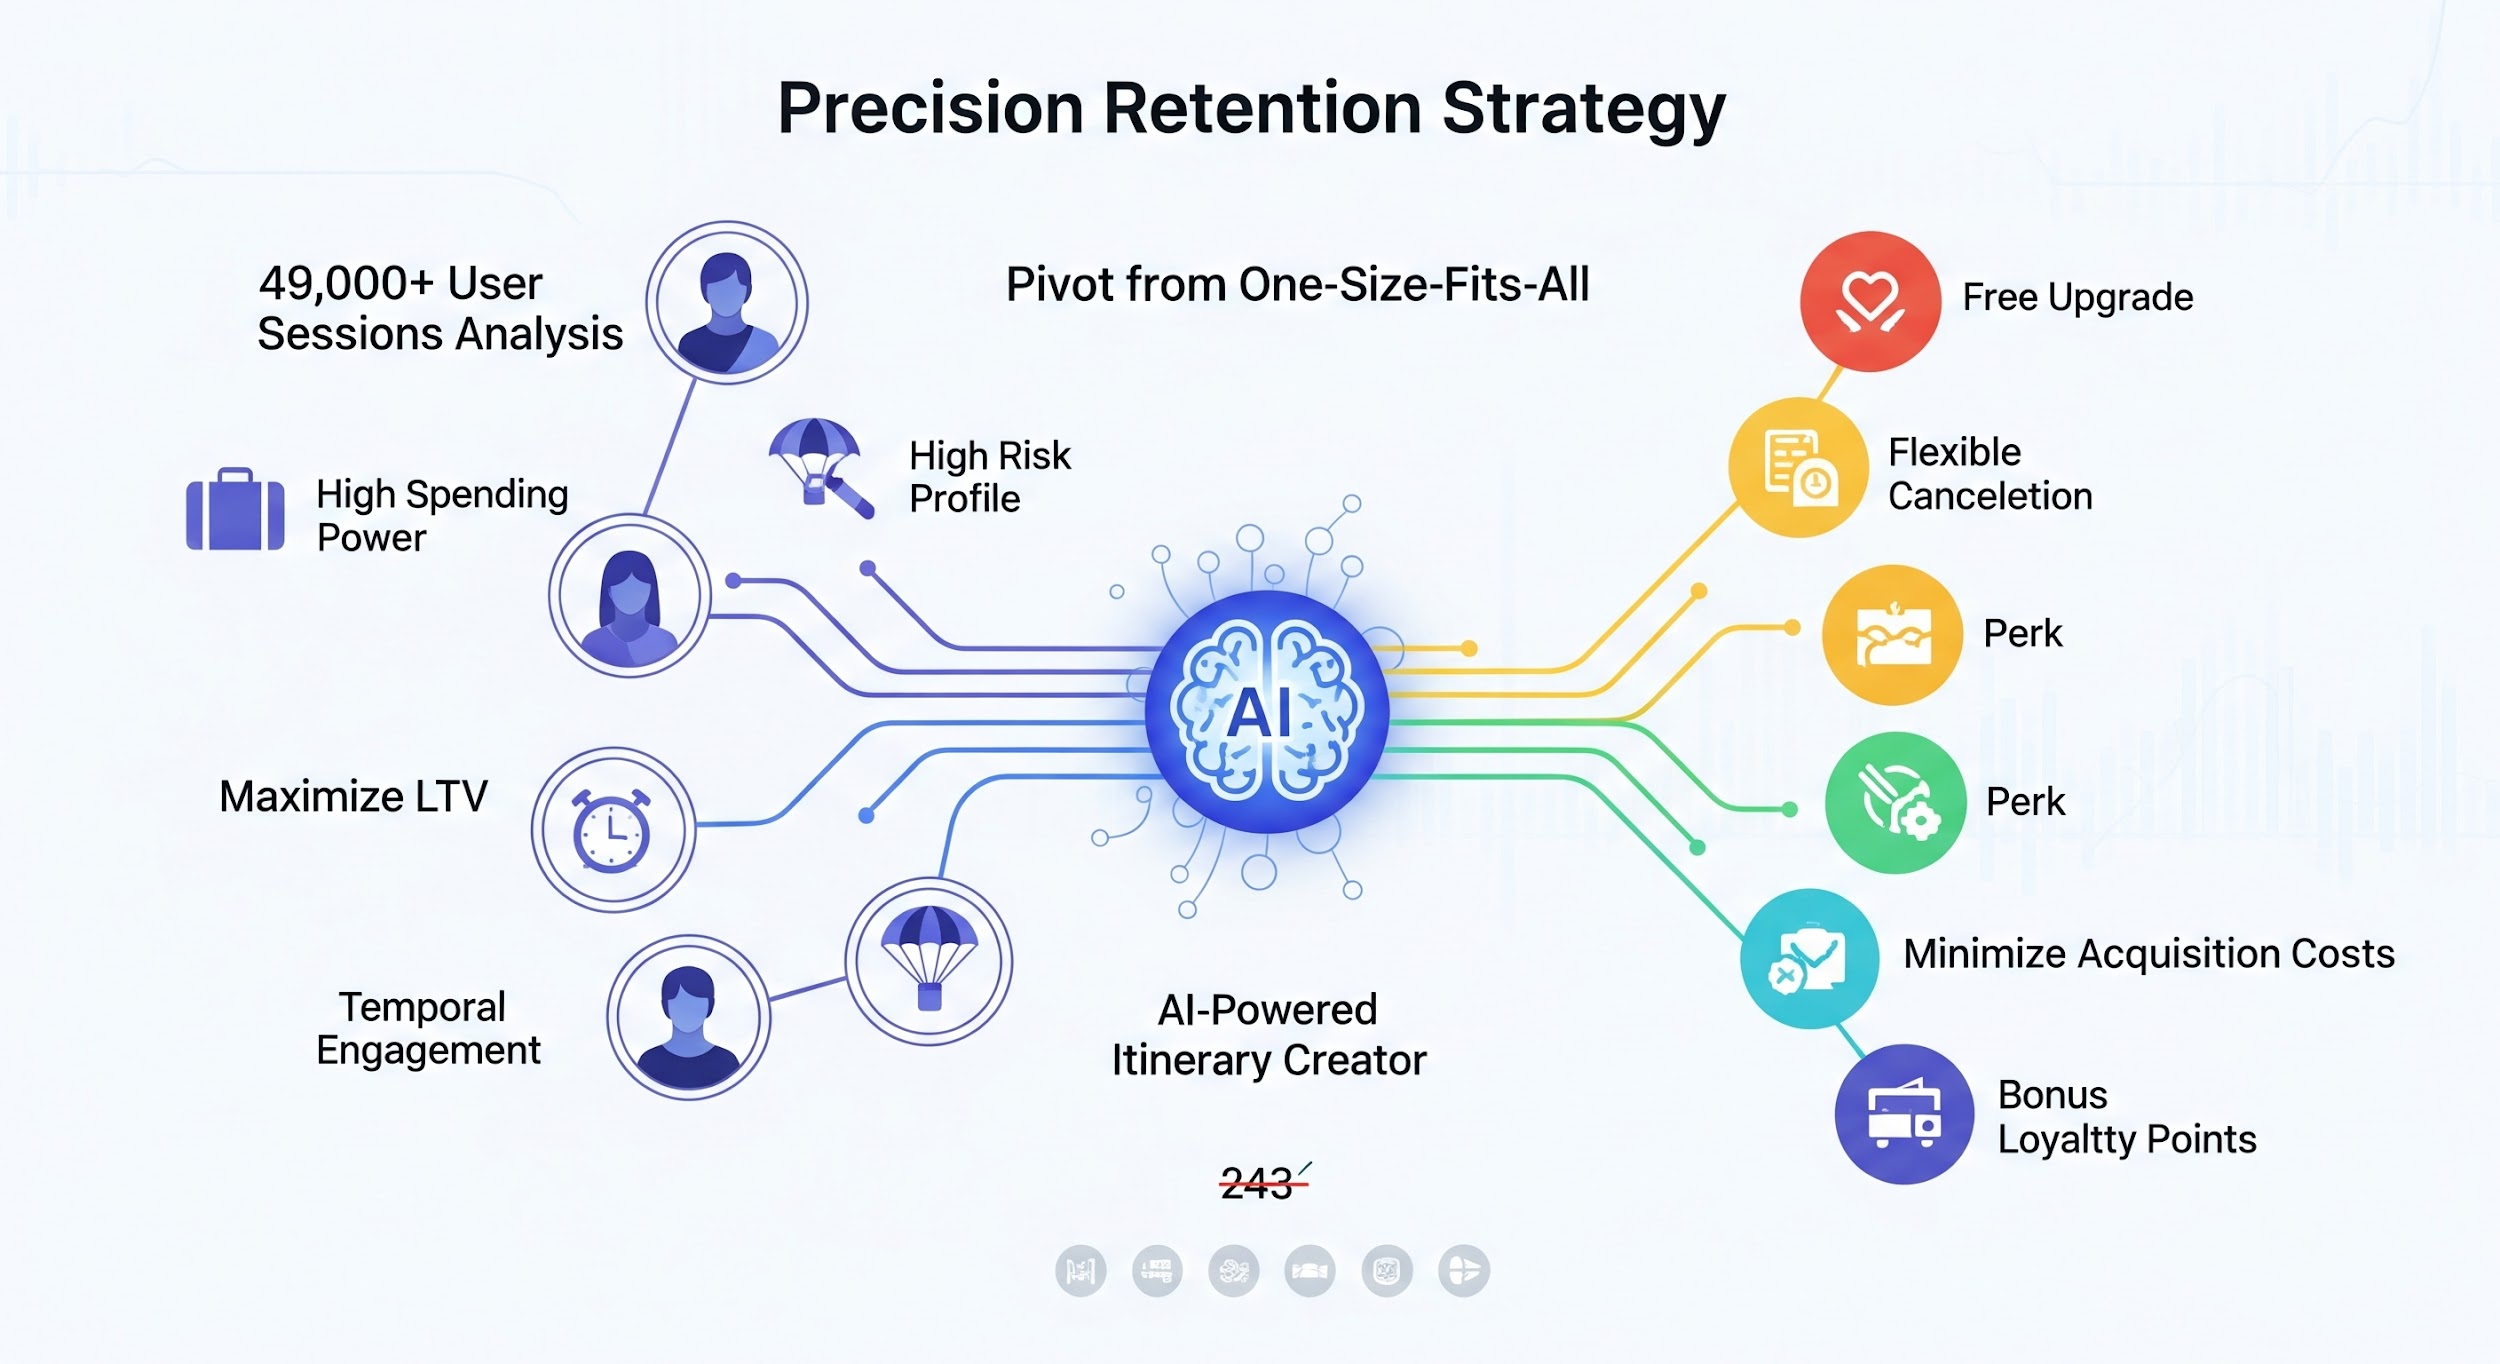 Precision Retention Strategy
49,000+ User
Sessions Analysis
Pivot from One-Size-Fits-All
High Spending
Power
High Risk
Profile
Maximize LTV
Temporal
Engagement
AI
AI-Powered
Itinerary Creator
243
Free Upgrade
Flexible
Canceletion
Perk
Perk
Minimize Acquisition Costs
Bonus
Loyaltty Points